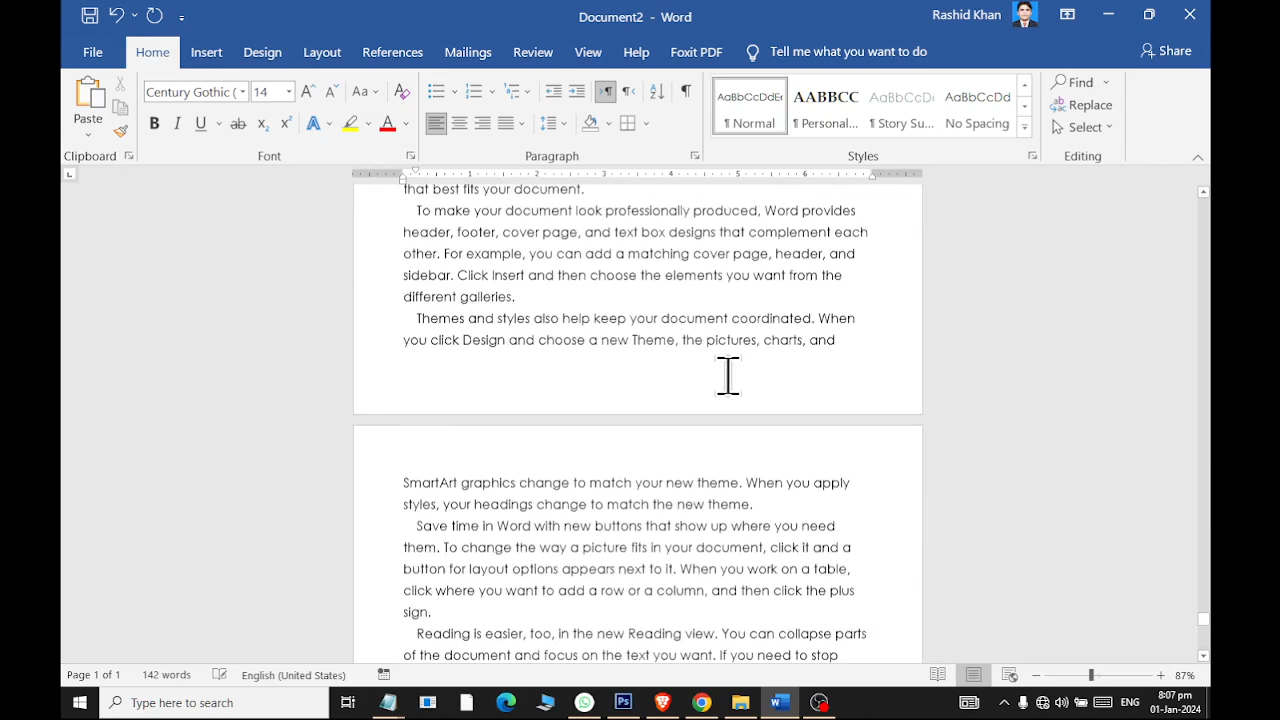 Document2 - Word
Rashid Khan
File Home Insert Design Layout References Mailings Review View Help Foxit PDF Tell me what you want to do Share
Paste
Century Gothic ( 14 Aa
Clipboard Font Paragraph Styles Editing
AaBbCcDdEe AABBCC AaBbCcDc AaBbCcDd
¶ Normal ¶ Personal... ¶ Story Su... No Spacing
Find
Replace
Select
1 2 3 4 5 6
that best fits your document.
To make your document look professionally produced, Word provides
header, footer, cover page, and text box designs that complement each
other. For example, you can add a matching cover page, header, and
sidebar. Click Insert and then choose the elements you want from the
different galleries.
Themes and styles also help keep your document coordinated. When
you click Design and choose a new Theme, the pictures, charts, and
SmartArt graphics change to match your new theme. When you apply
styles, your headings change to match the new theme.
Save time in Word with new buttons that show up where you need
them. To change the way a picture fits in your document, click it and a
button for layout options appears next to it. When you work on a table,
click where you want to add a row or a column, and then click the plus
sign.
Reading is easier, too, in the new Reading view. You can collapse parts
of the document and focus on the text you want. If you need to stop
Page 1 of 1 142 words English (United States) 87%
Type here to search
ENG
8:07 pm
01-Jan-2024